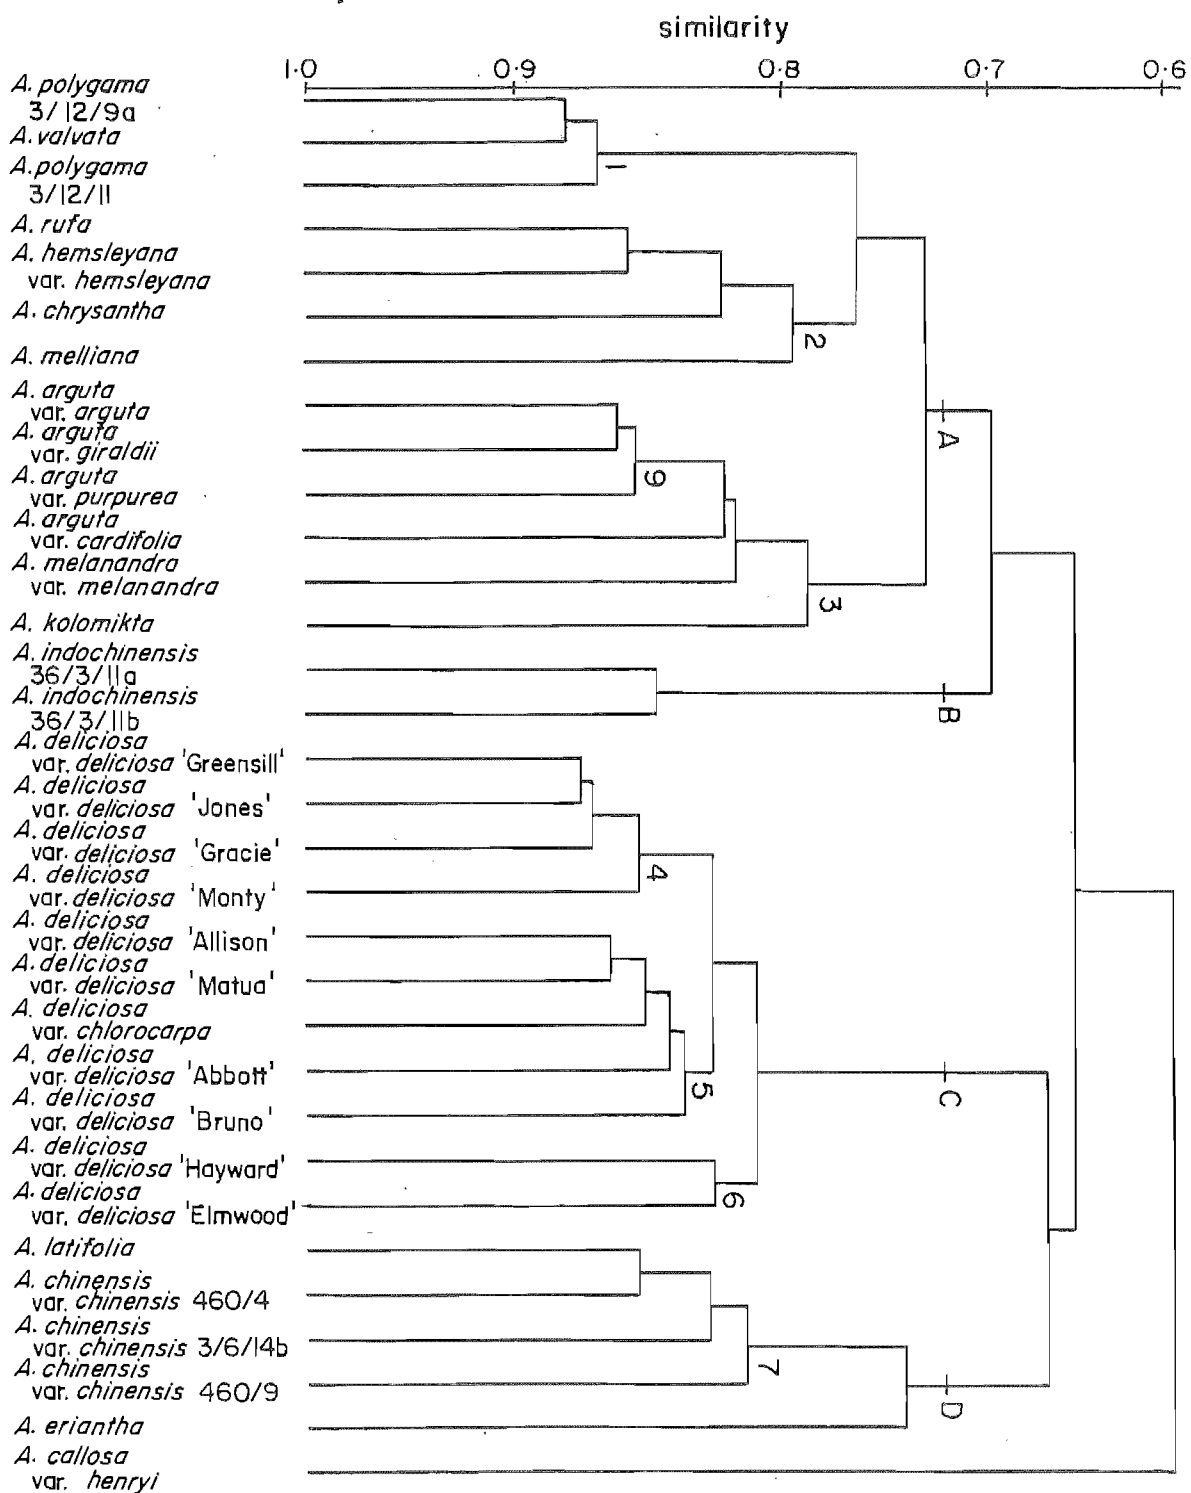 similarity
1.0 0.9 0.8 0.7 0.6
A. polygama
3/12/9a
A. valvata
A. polygama
3/12/11
1
A. rufa
A. hemsleyana
var. hemsleyana
A. chrysantha
2
A. melliana
A. arguta
var. arguta
A
A. arguta
var. giraldii
A. arguta
9
var. purpurea
A. arguta
var. cardifolia
A. melanandra
var. melanandra
3
A. kolomikta
A. indochinensis
36/3/11a
A. indochinensis
B
36/3/11b
A. deliciosa
var. deliciosa 'Greensill'
A. deliciosa
var. deliciosa 'Jones'
A. deliciosa
var. deliciosa 'Gracie'
A. deliciosa
4
var. deliciosa 'Monty'
A. deliciosa
var. deliciosa 'Allison'
A. deliciosa
var. deliciosa 'Matua'
A. deliciosa
var. chlorocarpa
A. deliciosa
var. deliciosa 'Abbott'
5
C
A. deliciosa
var. deliciosa 'Bruno'
A. deliciosa
var. deliciosa 'Hayward'
A. deliciosa
6
var. deliciosa 'Elmwood'
A. latifolia
A. chinensis
var. chinensis 460/4
A. chinensis
var. chinensis 3/6/14b
A. chinensis
7
var. chinensis 460/9
D
A. eriantha
A. callosa
var. henryi